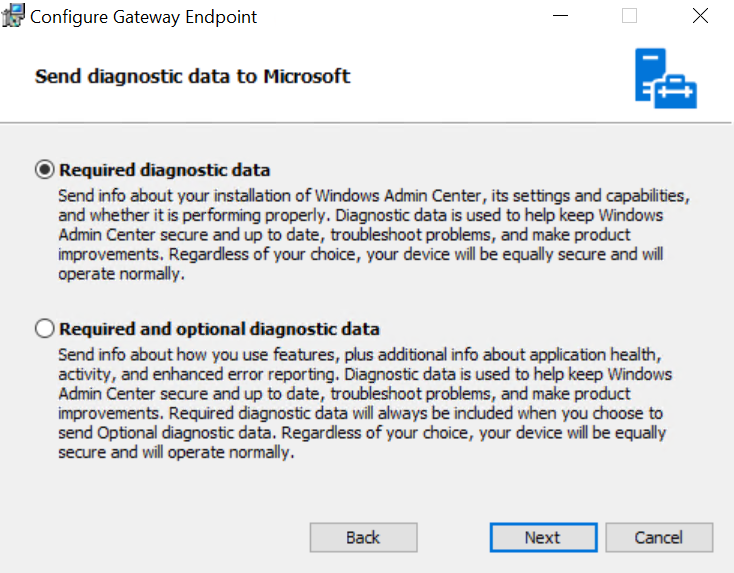 Configure Gateway Endpoint
Send diagnostic data to Microsoft
Required diagnostic data
Send info about your installation of Windows Admin Center, its settings and capabilities,
and whether it is performing properly. Diagnostic data is used to help keep Windows
Admin Center secure and up to date, troubleshoot problems, and make product
improvements. Regardless of your choice, your device will be equally secure and will
operate normally.
Required and optional diagnostic data
Send info about how you use features, plus additional info about application health,
activity, and enhanced error reporting. Diagnostic data is used to help keep Windows
Admin Center secure and up to date, troubleshoot problems, and make product
improvements. Required diagnostic data will always be included when you choose to
send Optional diagnostic data. Regardless of your choice, your device will be equally
secure and will operate normally.
Back
Next
Cancel